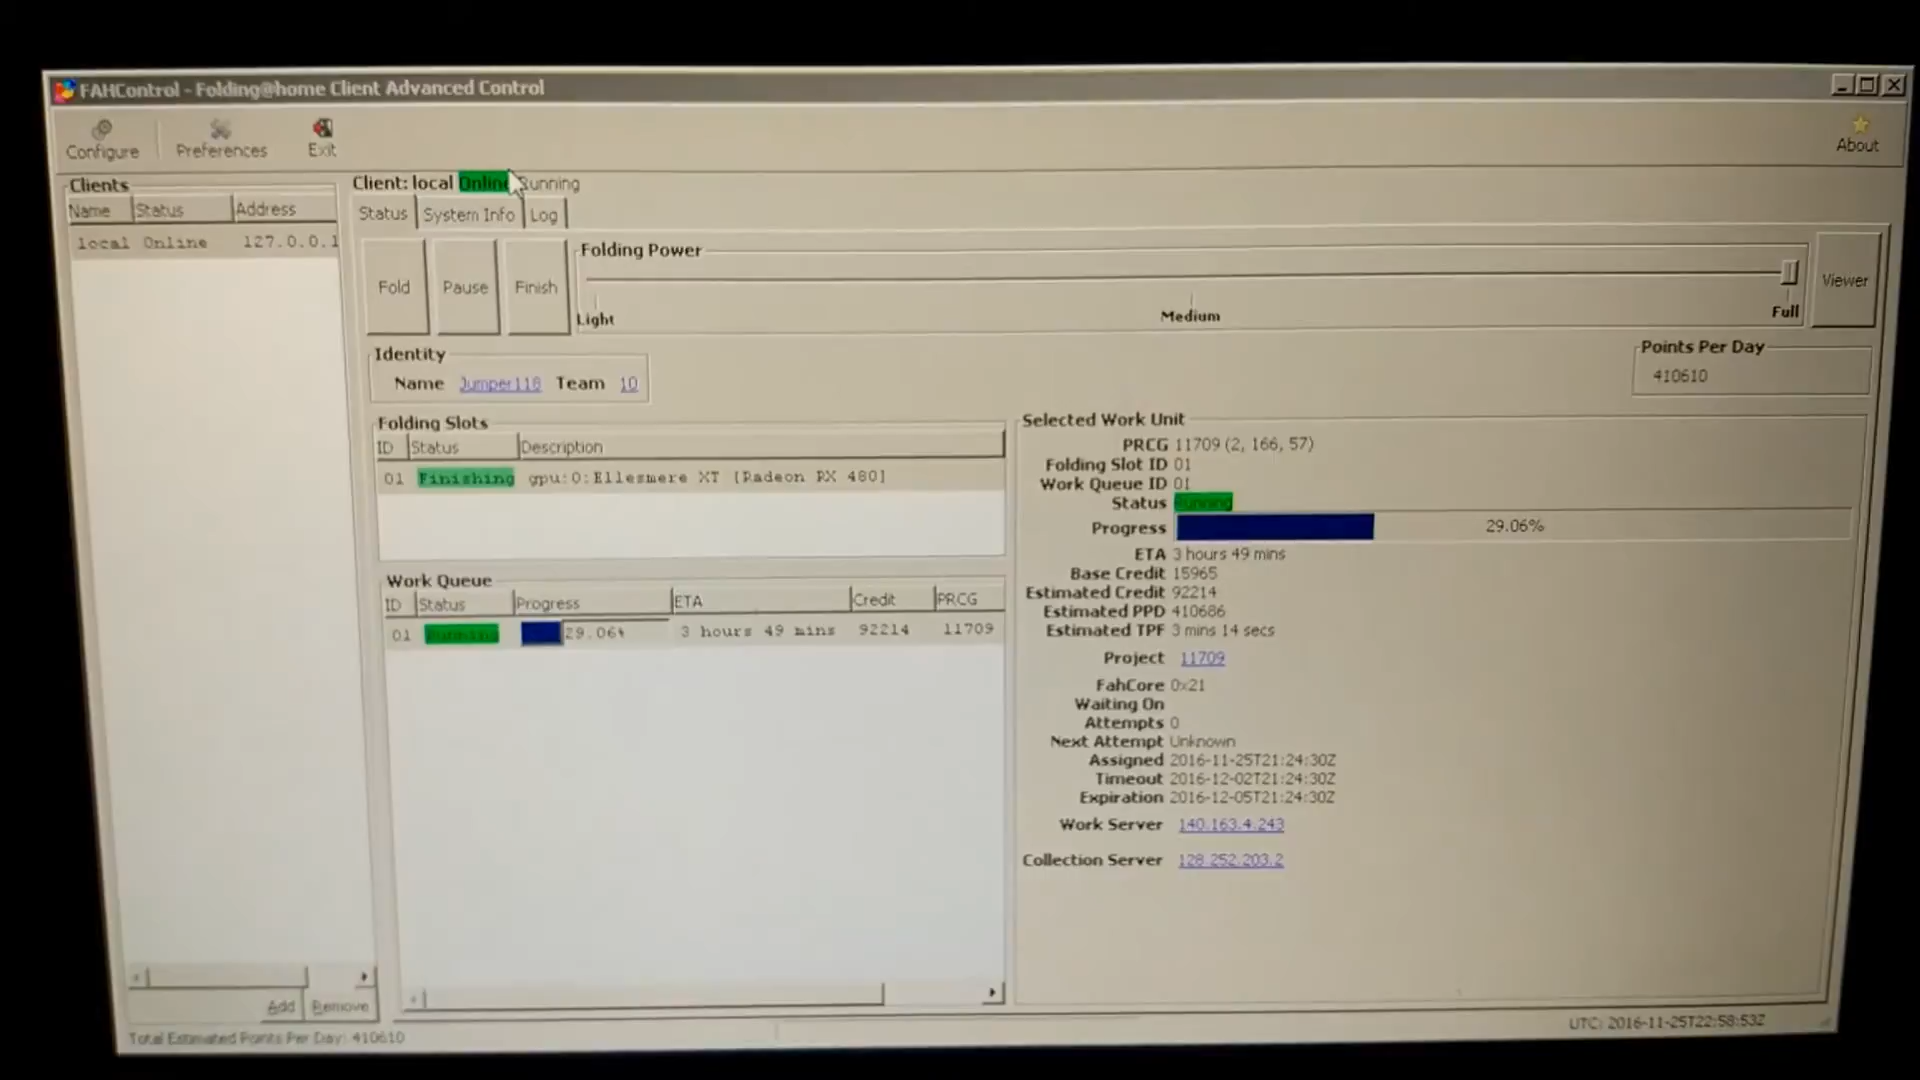 FAHControl - Folding@home Client Advanced Control
Configure Preferences Exit About
Clients
Name Status Address
local Online 127.0.0.1
Client: local Online Running
Status System Info Log
Fold Pause Finish
Folding Power
Light Medium Full
Viewer
Identity
Name Jumper118 Team 10
Points Per Day
410610
Folding Slots
ID Status Description
01 Finishing gpu:0:Ellesmere XT [Radeon RX 480]
Work Queue
ID Status Progress ETA Credit PRCG
01 Running 29.06% 3 hours 49 mins 92214 11709
Selected Work Unit
PRCG 11709 (2, 166, 57)
Folding Slot ID 01
Work Queue ID 01
Status Running
Progress 29.06%
ETA 3 hours 49 mins
Base Credit 15965
Estimated Credit 92214
Estimated PPD 410686
Estimated TPF 3 mins 14 secs
Project 11709
FahCore 0x21
Waiting On
Attempts 0
Next Attempt Unknown
Assigned 2016-11-25T21:24:30Z
Timeout 2016-12-02T21:24:30Z
Expiration 2016-12-05T21:24:30Z
Work Server 140.163.4.243
Collection Server 128.252.203.2
Add Remove
Total Estimated Points Per Day: 410610
UTC: 2016-11-25T22:58:53Z